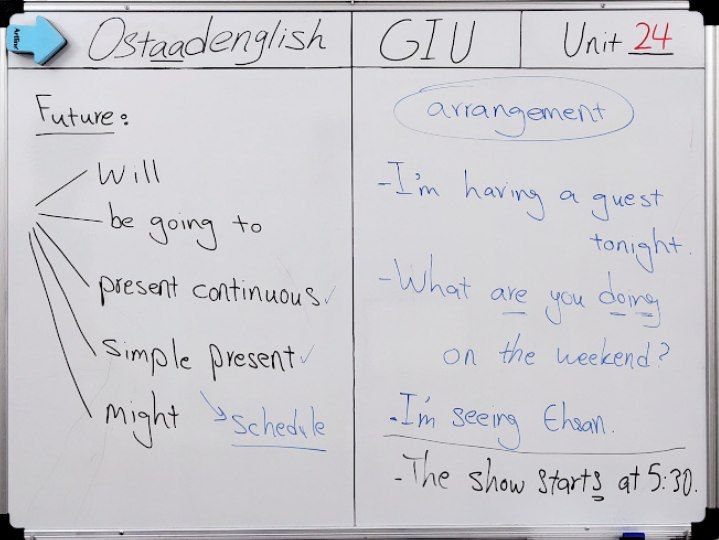 Ostaadenglish
GIU
Unit 24
Future:
Will
be going to
present continuous
simple present
might
schedule
arrangement
-I'm having a guest
tonight.
-What are you doing
on the weekend?
-I'm seeing Ehsan.
-The show starts at 5:30.